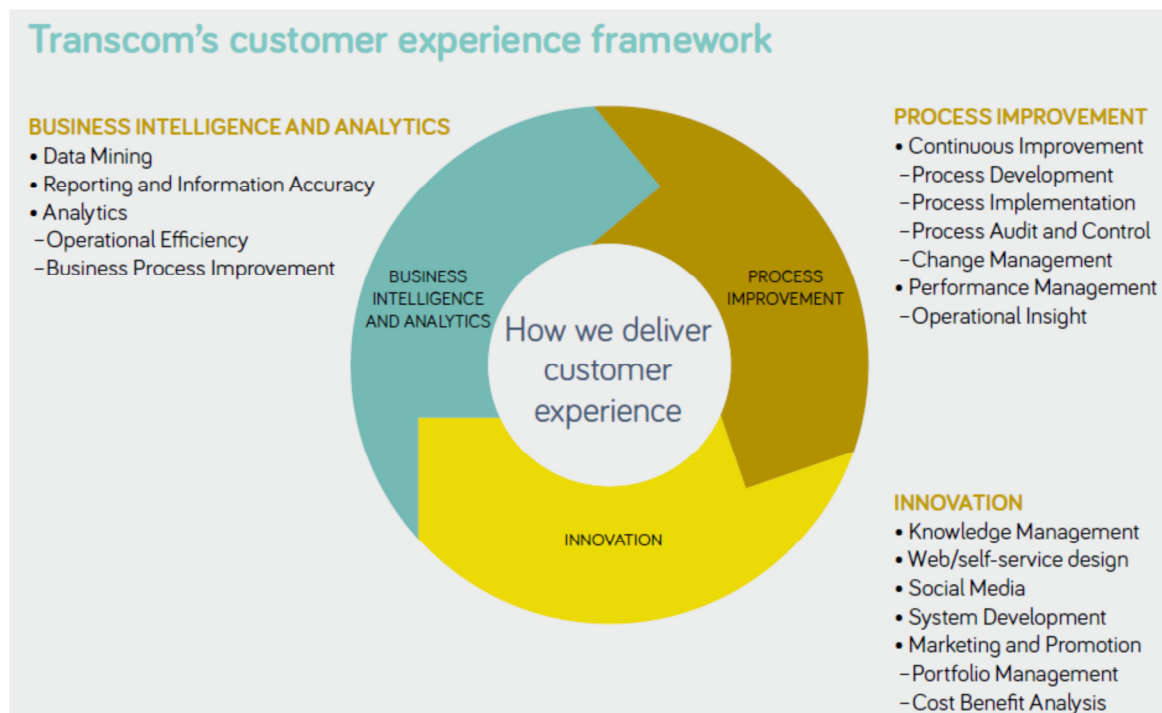 Transcom's customer experience framework
BUSINESS INTELLIGENCE AND ANALYTICS
• Data Mining
• Reporting and Information Accuracy
• Analytics
–Operational Efficiency
–Business Process Improvement
BUSINESS
INTELLIGENCE
AND ANALYTICS
How we deliver
customer
experience
PROCESS
IMPROVEMENT
INNOVATION
PROCESS IMPROVEMENT
• Continuous Improvement
–Process Development
–Process Implementation
–Process Audit and Control
–Change Management
• Performance Management
–Operational Insight
INNOVATION
• Knowledge Management
• Web/self-service design
• Social Media
• System Development
• Marketing and Promotion
–Portfolio Management
–Cost Benefit Analysis